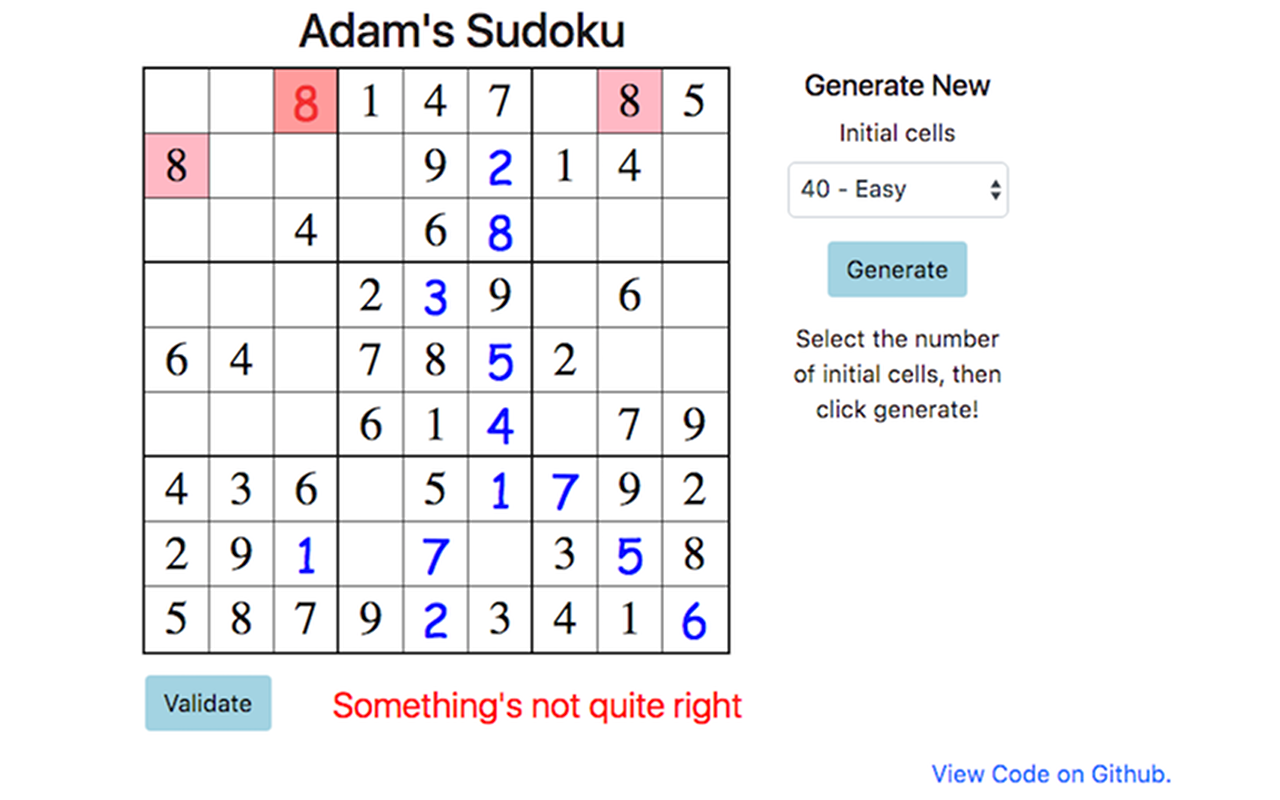 Adam's Sudoku
8 1 4 7 8 5
8 9 2 1 4
4 6 8
2 3 9 6
6 4 7 8 5 2
6 1 4 7 9
4 3 6 5 1 7 9 2
2 9 1 7 3 5 8
5 8 7 9 2 3 4 1 6
Validate
Something's not quite right
Generate New
Initial cells
40 - Easy
Generate
Select the number
of initial cells, then
click generate!
View Code on Github.